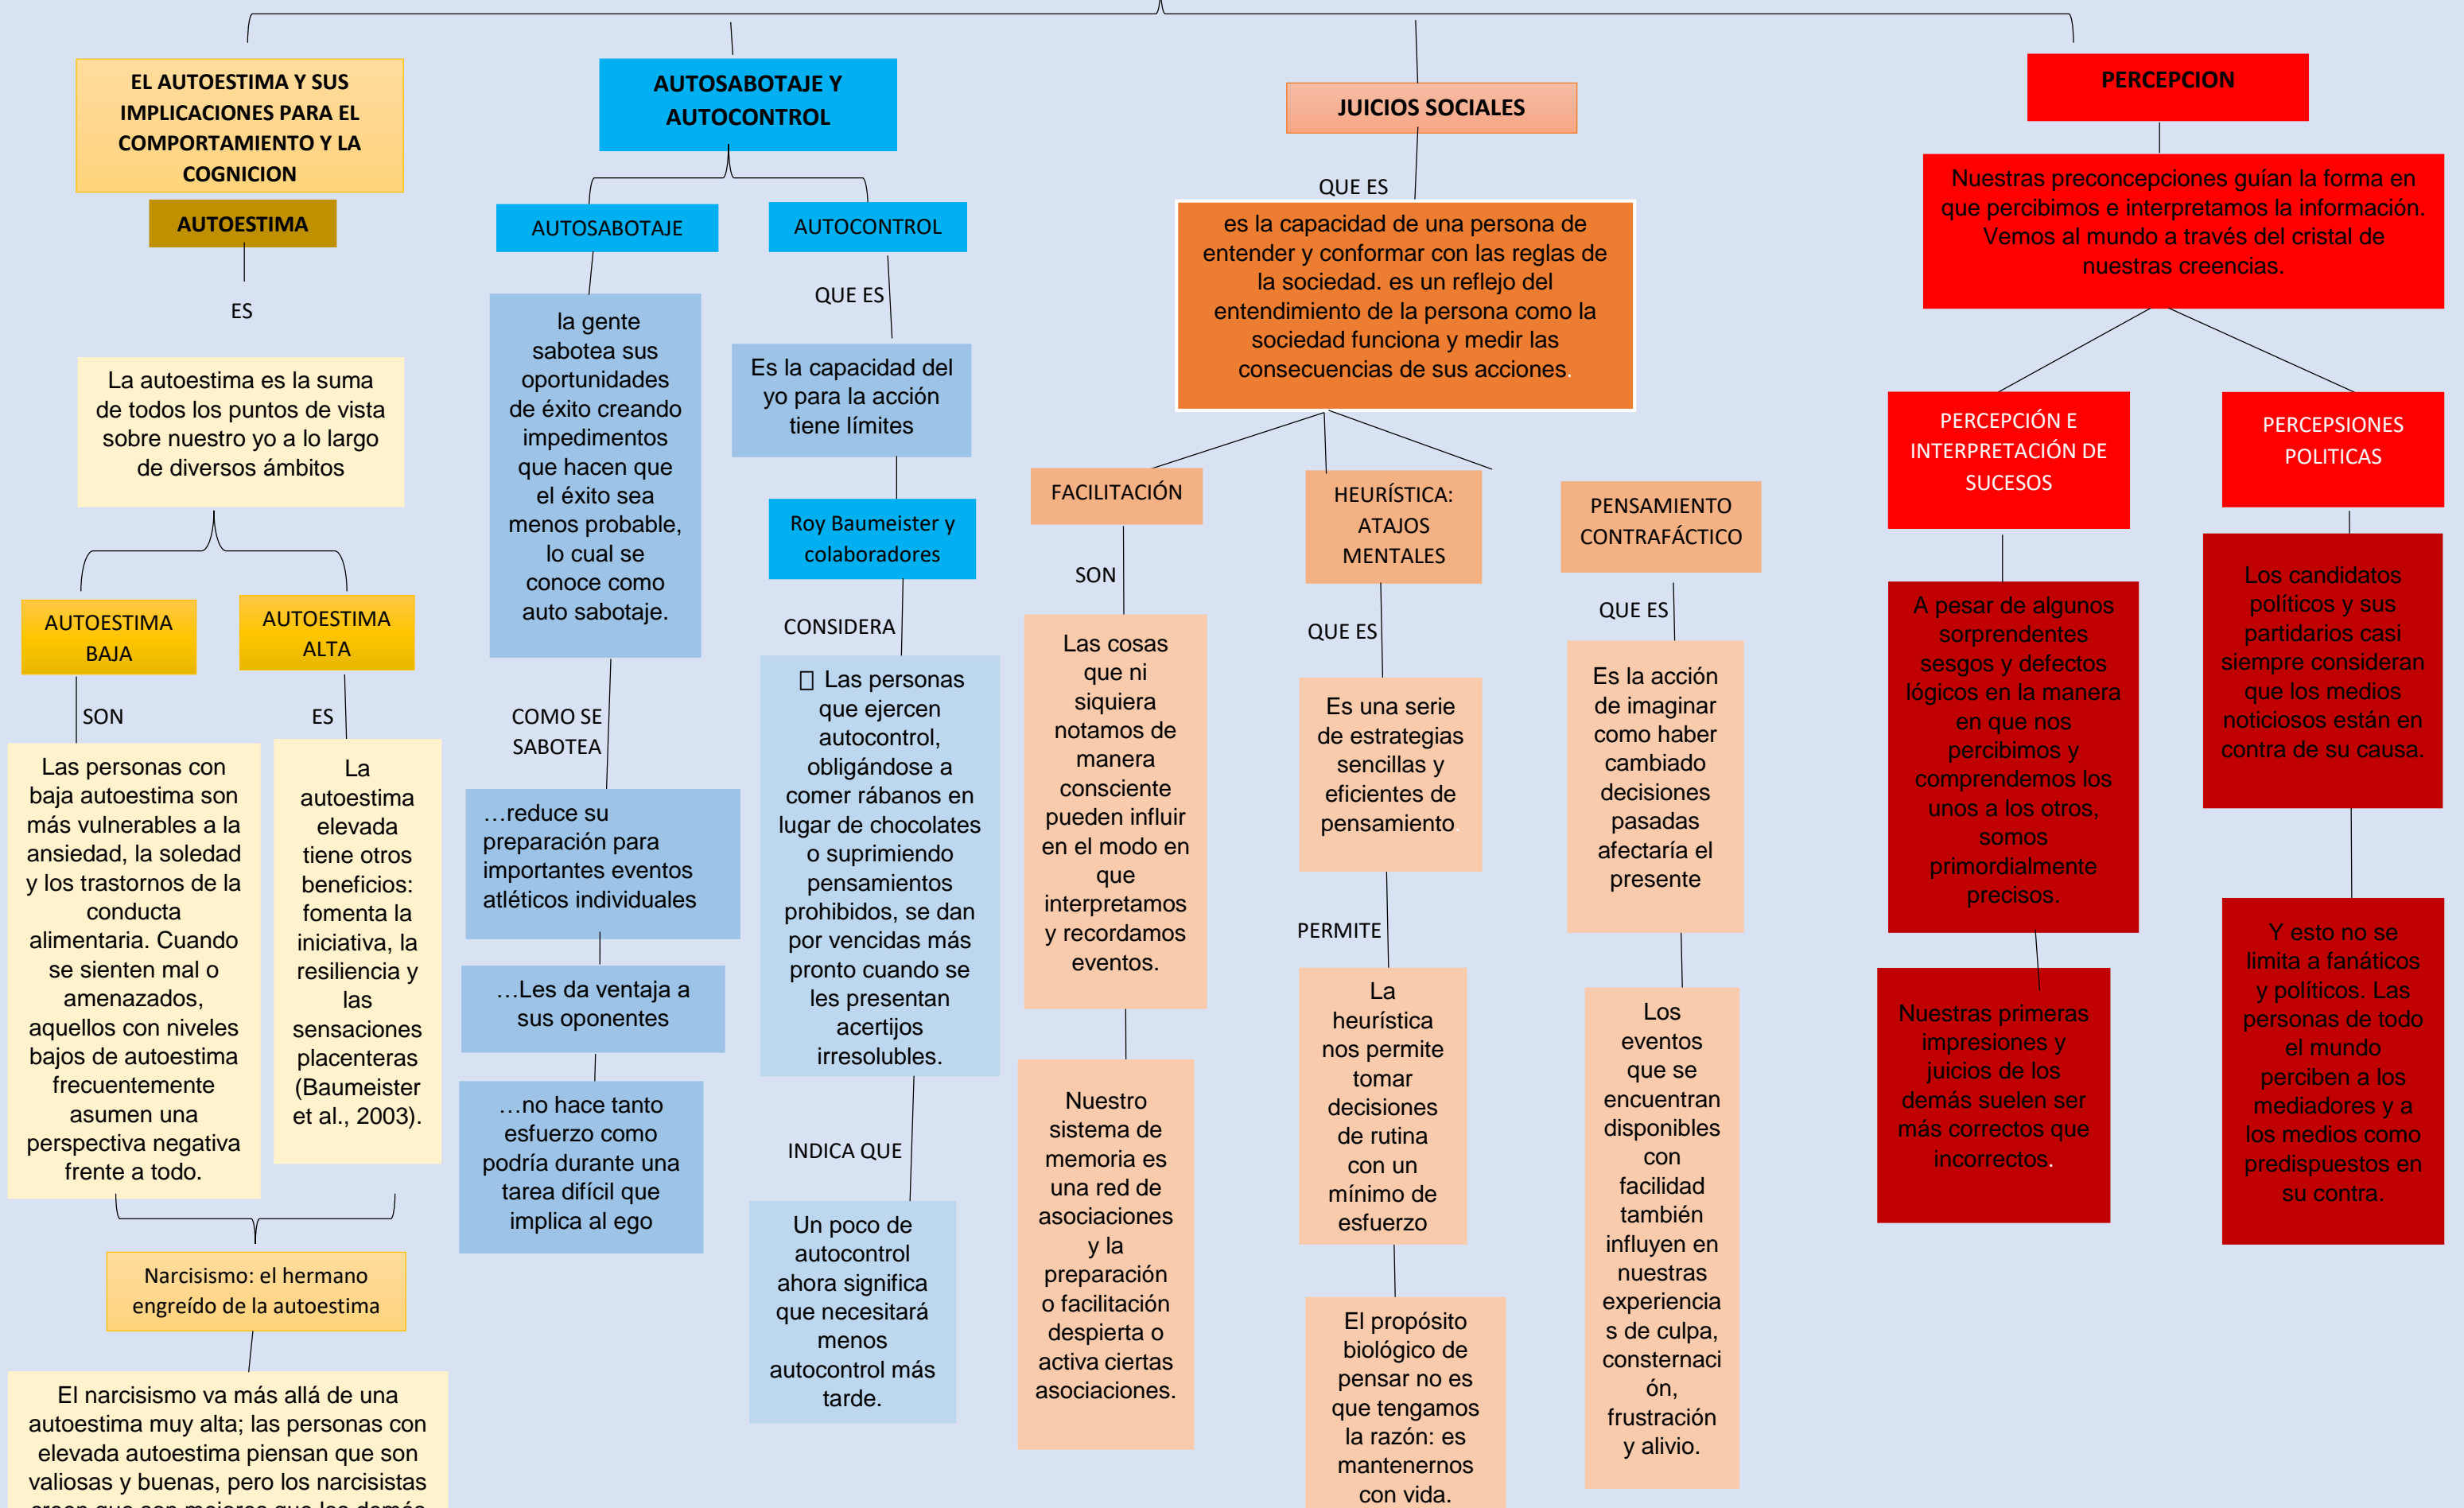 EL AUTOESTIMA Y SUS
IMPLICACIONES PARA EL
COMPORTAMIENTO Y LA
COGNICION
AUTOESTIMA
ES
La autoestima es la suma
de todos los puntos de vista
sobre nuestro yo a lo largo
de diversos ámbitos
AUTOESTIMA
BAJA
SON
Las personas con
baja autoestima son
más vulnerables a la
ansiedad, la soledad
y los trastornos de la
conducta
alimentaria. Cuando
se sienten mal o
amenazados,
aquellos con niveles
bajos de autoestima
frecuentemente
asumen una
perspectiva negativa
frente a todo.
AUTOESTIMA
ALTA
ES
La
autoestima
elevada
tiene otros
beneficios:
fomenta la
iniciativa, la
resiliencia y
las
sensaciones
placenteras
(Baumeister
et al., 2003).
Narcisismo: el hermano
engreído de la autoestima
El narcisismo va más allá de una
autoestima muy alta; las personas con
elevada autoestima piensan que son
valiosas y buenas, pero los narcisistas
creen que son mejores que los demás
AUTOSABOTAJE Y
AUTOCONTROL
AUTOSABOTAJE
la gente
sabotea sus
oportunidades
de éxito creando
impedimentos
que hacen que
el éxito sea
menos probable,
lo cual se
conoce como
auto sabotaje.
COMO SE
SABOTEA
…reduce su
preparación para
importantes eventos
atléticos individuales
…Les da ventaja a
sus oponentes
…no hace tanto
esfuerzo como
podría durante una
tarea difícil que
implica al ego
AUTOCONTROL
QUE ES
Es la capacidad del
yo para la acción
tiene límites
Roy Baumeister y
colaboradores
CONSIDERA
Las personas
que ejercen
autocontrol,
obligándose a
comer rábanos en
lugar de chocolates
o suprimiendo
pensamientos
prohibidos, se dan
por vencidas más
pronto cuando se
les presentan
acertijos
irresolubles.
INDICA QUE
Un poco de
autocontrol
ahora significa
que necesitará
menos
autocontrol más
tarde.
JUICIOS SOCIALES
QUE ES
es la capacidad de una persona de
entender y conformar con las reglas de
la sociedad. es un reflejo del
entendimiento de la persona como la
sociedad funciona y medir las
consecuencias de sus acciones.
FACILITACIÓN
SON
Las cosas
que ni
siquiera
notamos de
manera
consciente
pueden influir
en el modo en
que
interpretamos
y recordamos
eventos.
Nuestro
sistema de
memoria es
una red de
asociaciones
y la
preparación
o facilitación
despierta o
activa ciertas
asociaciones.
HEURÍSTICA:
ATAJOS
MENTALES
QUE ES
Es una serie
de estrategias
sencillas y
eficientes de
pensamiento.
PERMITE
La
heurística
nos permite
tomar
decisiones
de rutina
con un
mínimo de
esfuerzo
El propósito
biológico de
pensar no es
que tengamos
la razón: es
mantenernos
con vida.
PENSAMIENTO
CONTRAFÁCTICO
QUE ES
Es la acción
de imaginar
como haber
cambiado
decisiones
pasadas
afectaría el
presente
Los
eventos
que se
encuentran
disponibles
con
facilidad
también
influyen en
nuestras
experiencia
s de culpa,
consternaci
ón,
frustración
y alivio.
PERCEPCION
Nuestras preconcepciones guían la forma en
que percibimos e interpretamos la información.
Vemos al mundo a través del cristal de
nuestras creencias.
PERCEPCIÓN E
INTERPRETACIÓN DE
SUCESOS
A pesar de algunos
sorprendentes
sesgos y defectos
lógicos en la manera
en que nos
percibimos y
comprendemos los
unos a los otros,
somos
primordialmente
precisos.
Nuestras primeras
impresiones y
juicios de los
demás suelen ser
más correctos que
incorrectos.
PERCEPSIONES
POLITICAS
Los candidatos
políticos y sus
partidarios casi
siempre consideran
que los medios
noticiosos están en
contra de su causa.
Y esto no se
limita a fanáticos
y políticos. Las
personas de todo
el mundo
perciben a los
mediadores y a
los medios como
predispuestos en
su contra.